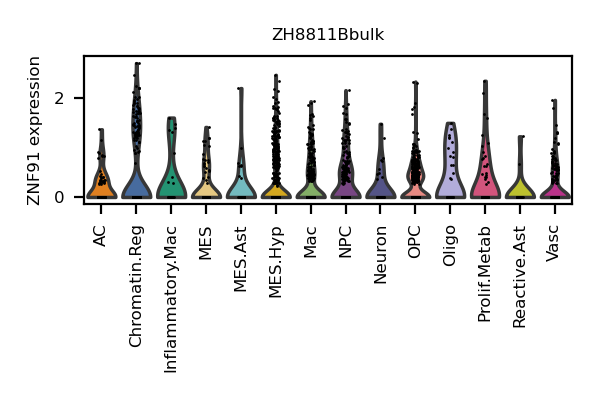 ZH8811Bbulk
ZNF91 expression
2
0
AC
Chromatin.Reg
Inflammatory.Mac
MES
MES.Ast
MES.Hyp
Mac
NPC
Neuron
OPC
Oligo
Prolif.Metab
Reactive.Ast
Vasc